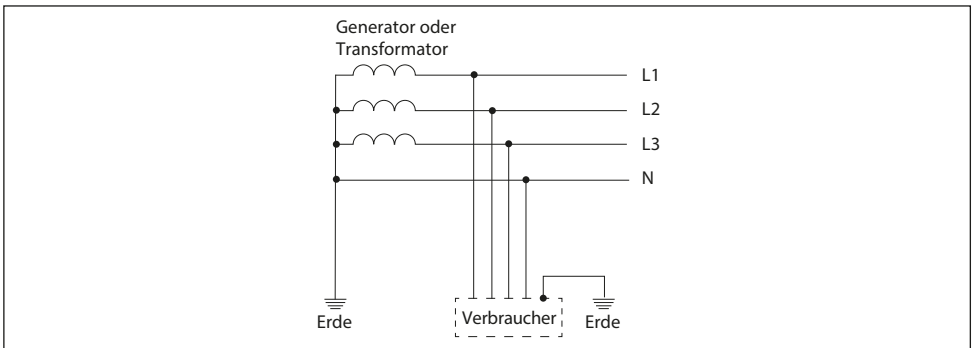 Generator oder
Transformator
L1
L2
L3
N
Erde
Verbraucher
Erde